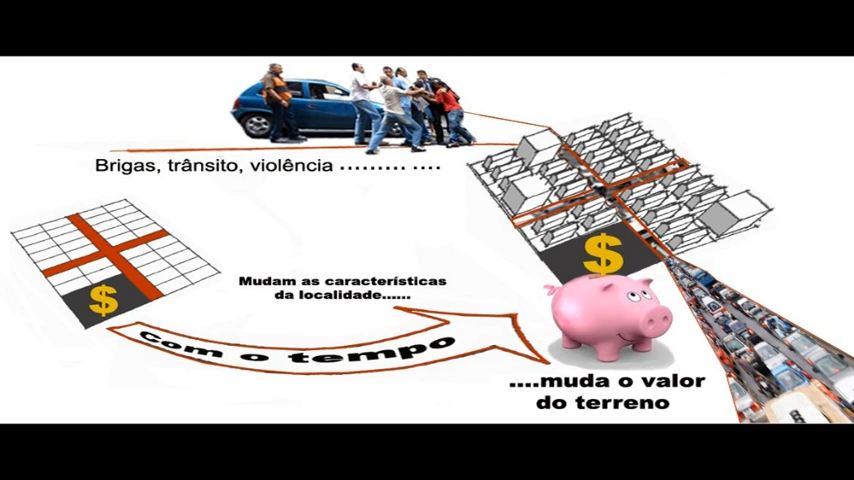 Brigas, trânsito, violência ......... ....
$
$
Mudam as características
da localidade......
Com o tempo
....muda o valor
do terreno